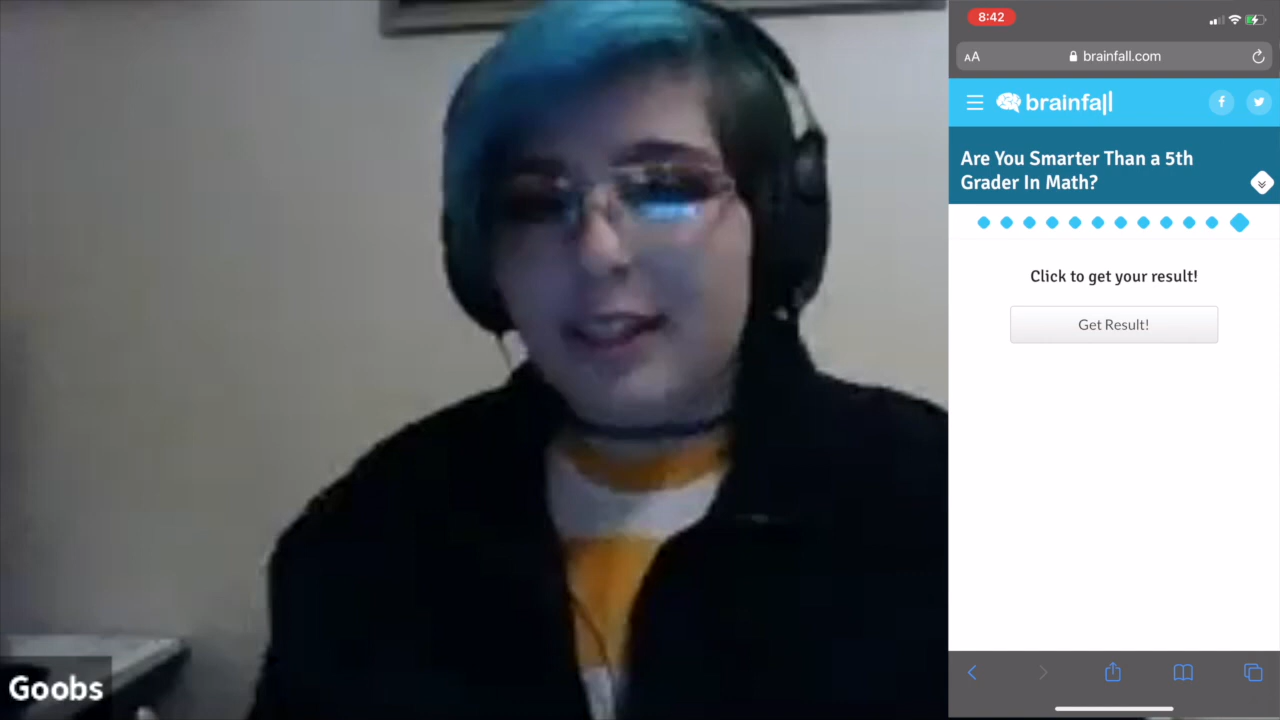 8:42
AA
brainfall.com
brainfall
f
Are You Smarter Than a 5th
Grader In Math?
Click to get your result!
Get Result!
Goobs